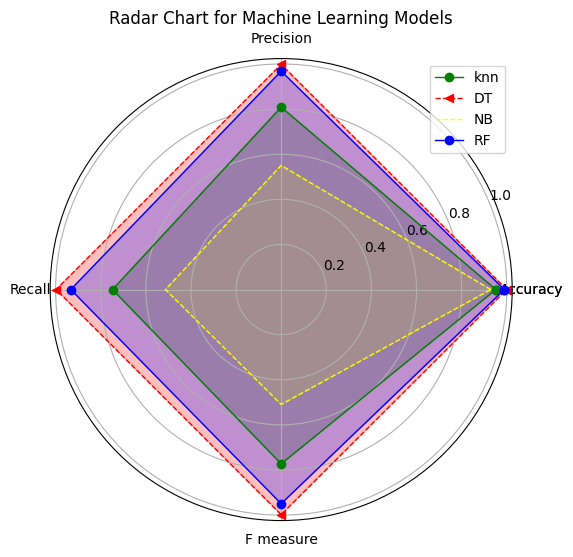 Radar Chart for Machine Learning Models
Precision
knn
DT
NB
RF
1.0
0.8
0.6
0.4
0.2
Recall
Accuracy
F measure